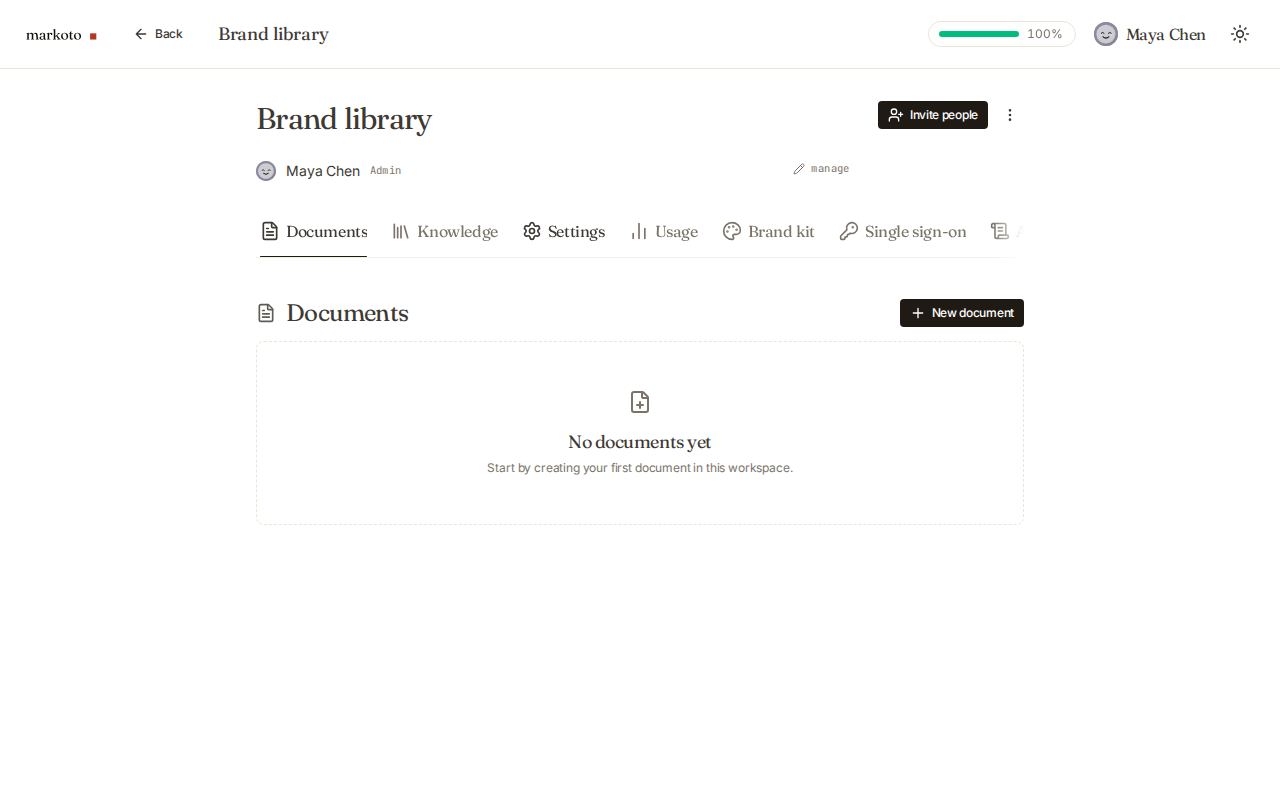 markoto
Back
Brand library
100%
Maya Chen
Brand library
Invite people
Maya Chen Admin
manage
Documents Knowledge Settings Usage Brand kit Single sign-on
Documents
New document
No documents yet
Start by creating your first document in this workspace.